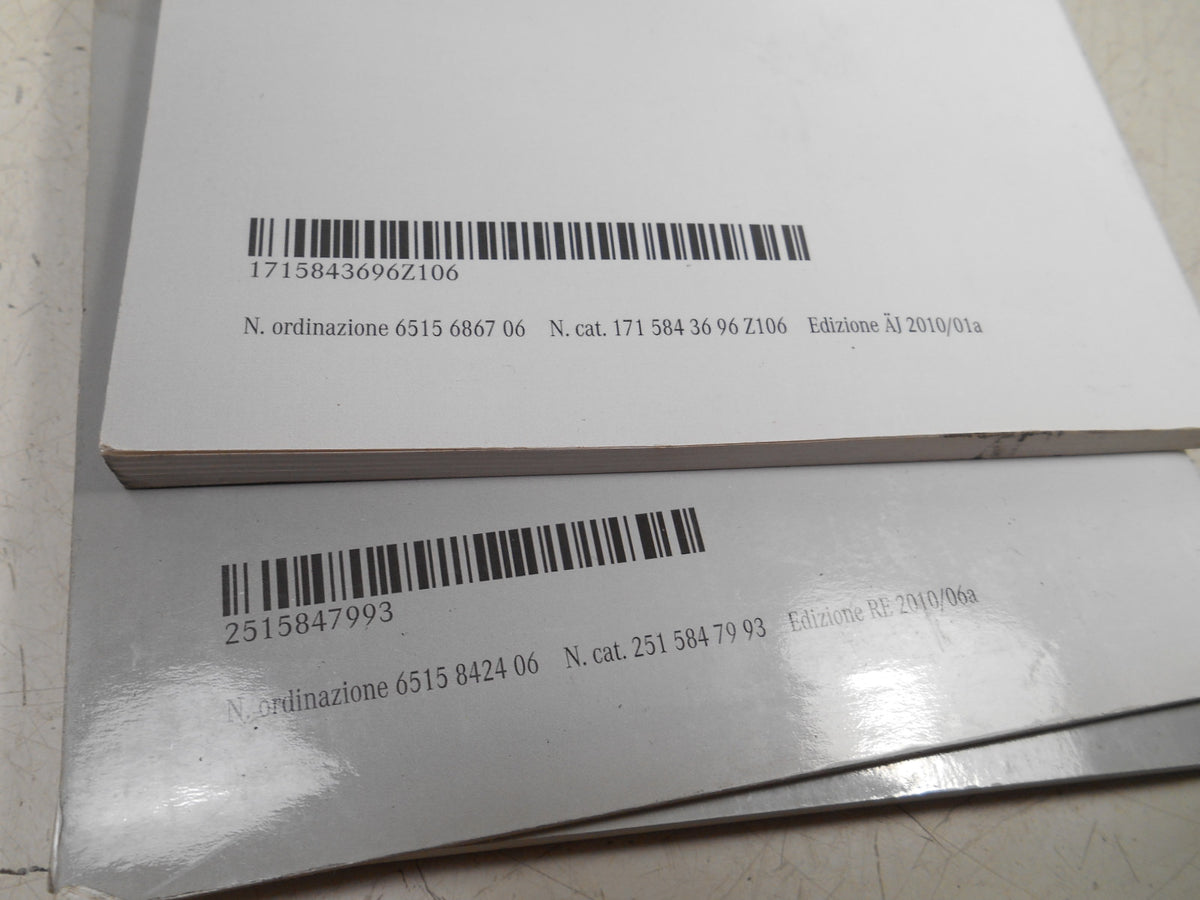 1715843696Z106
N. ordinazione 6515 6867 06 N. cat. 171 584 36 96 Z106 Edizione ÄJ 2010/01a
2515847993
N. ordinazione 6515 8424 06 N. cat. 251 584 79 93 Edizione RE 2010/06a